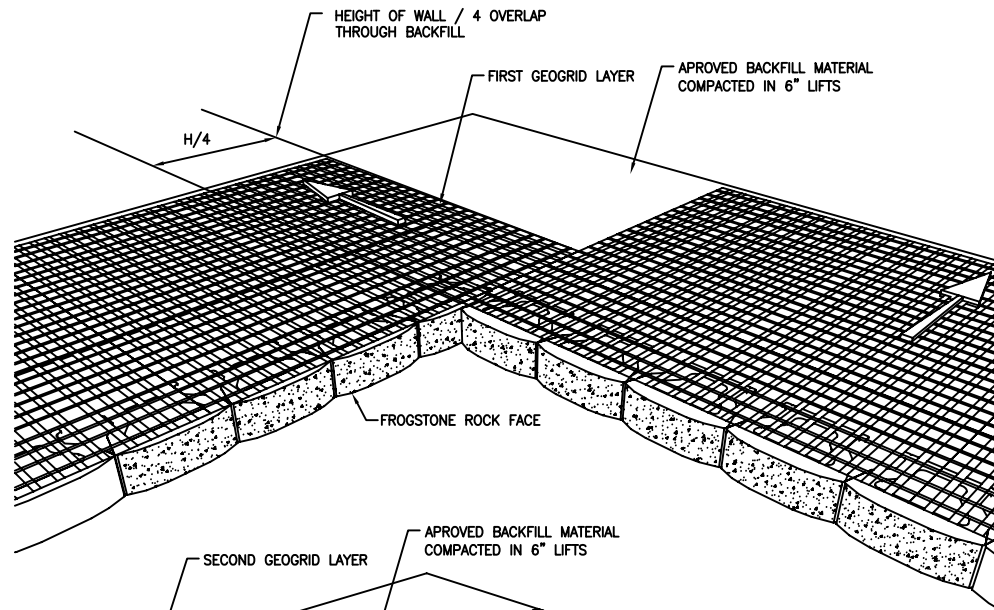 HEIGHT OF WALL / 4 OVERLAP
THROUGH BACKFILL
FIRST GEOGRID LAYER
APROVED BACKFILL MATERIAL
COMPACTED IN 6" LIFTS
H/4
FROGSTONE ROCK FACE
APROVED BACKFILL MATERIAL
COMPACTED IN 6" LIFTS
SECOND GEOGRID LAYER